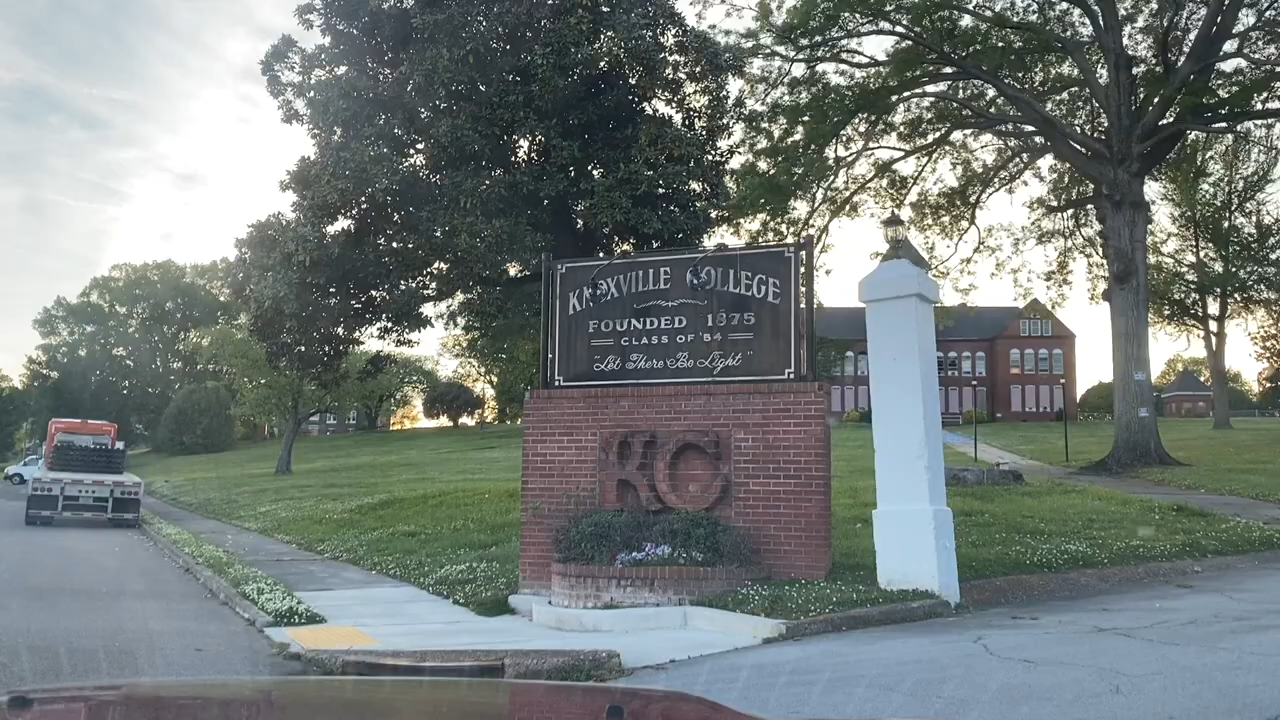 KNOXVILLE COLLEGE
FOUNDED 1875
CLASS OF '54
"Let There Be Light"
KC